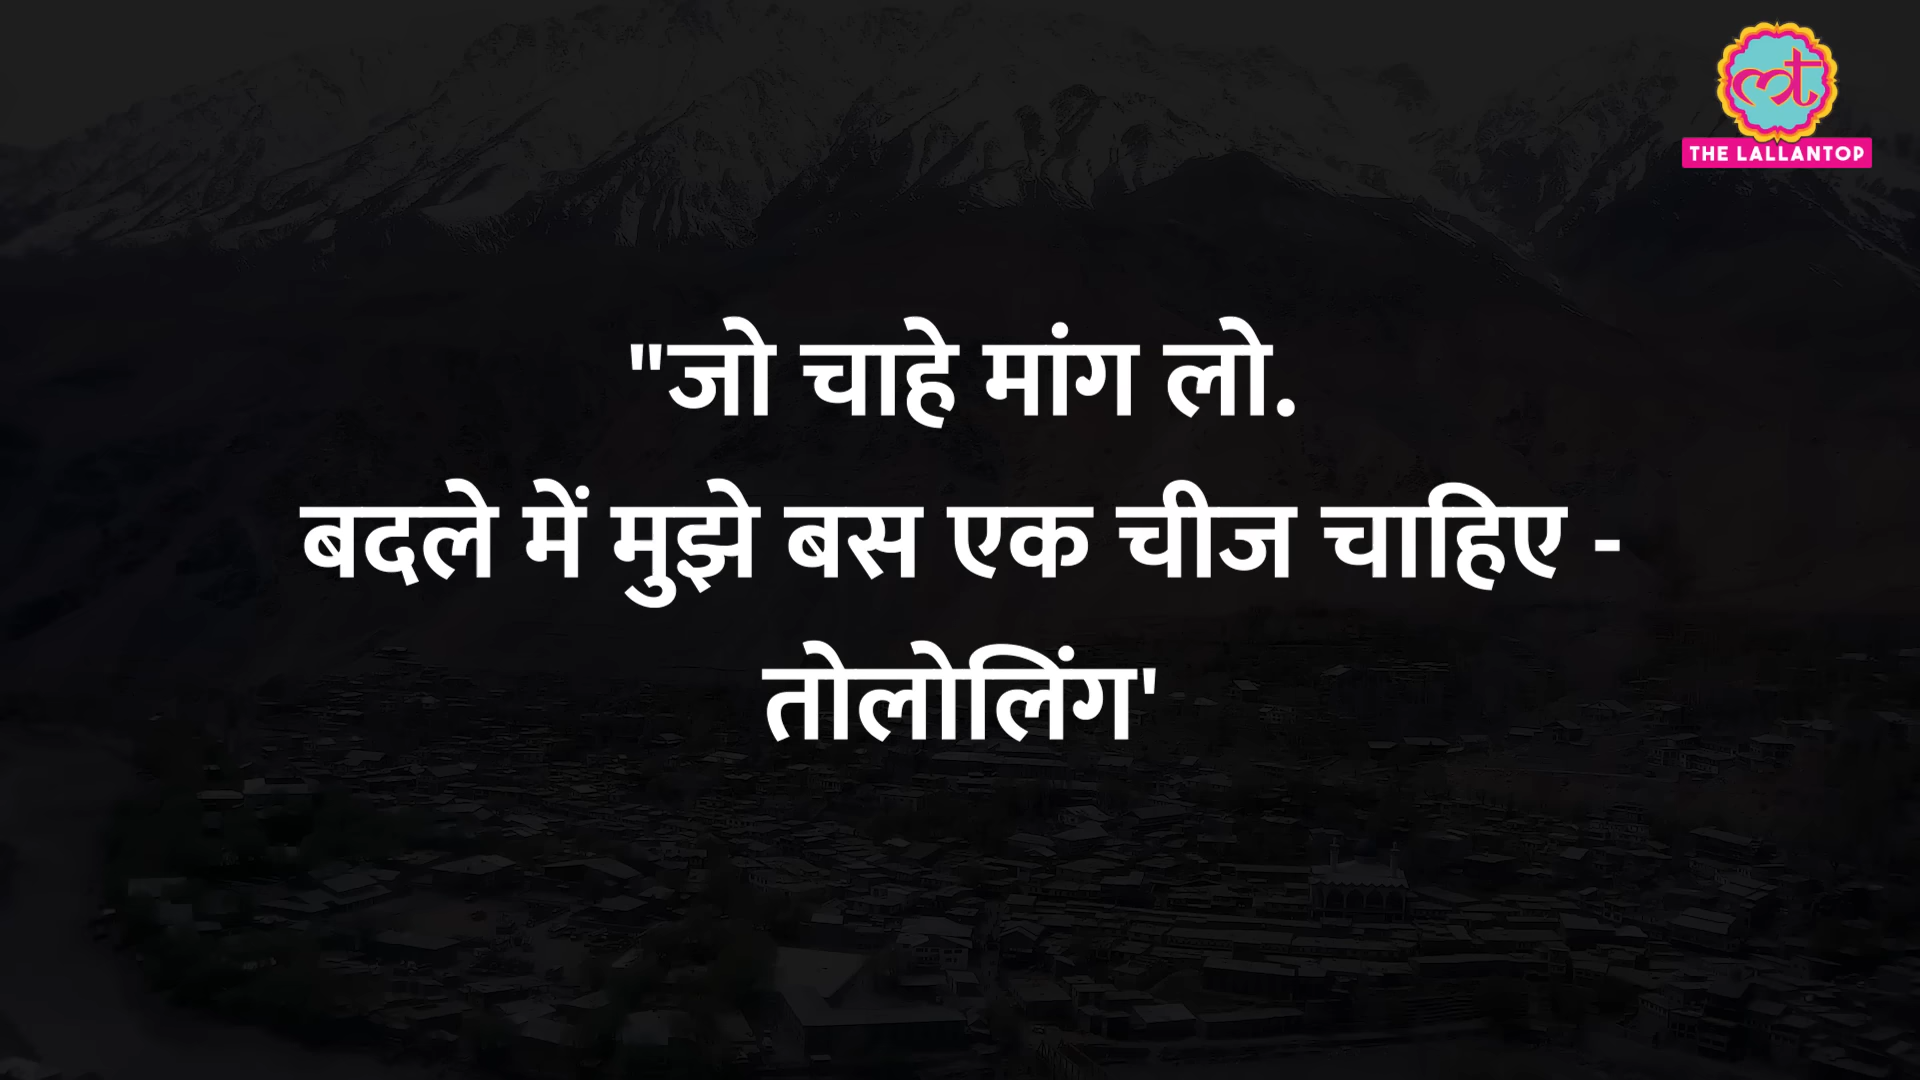 THE LALLANTOP
"जो चाहे मांग लो.
बदले में मुझे बस एक चीज चाहिए -
तोलोलिंग'